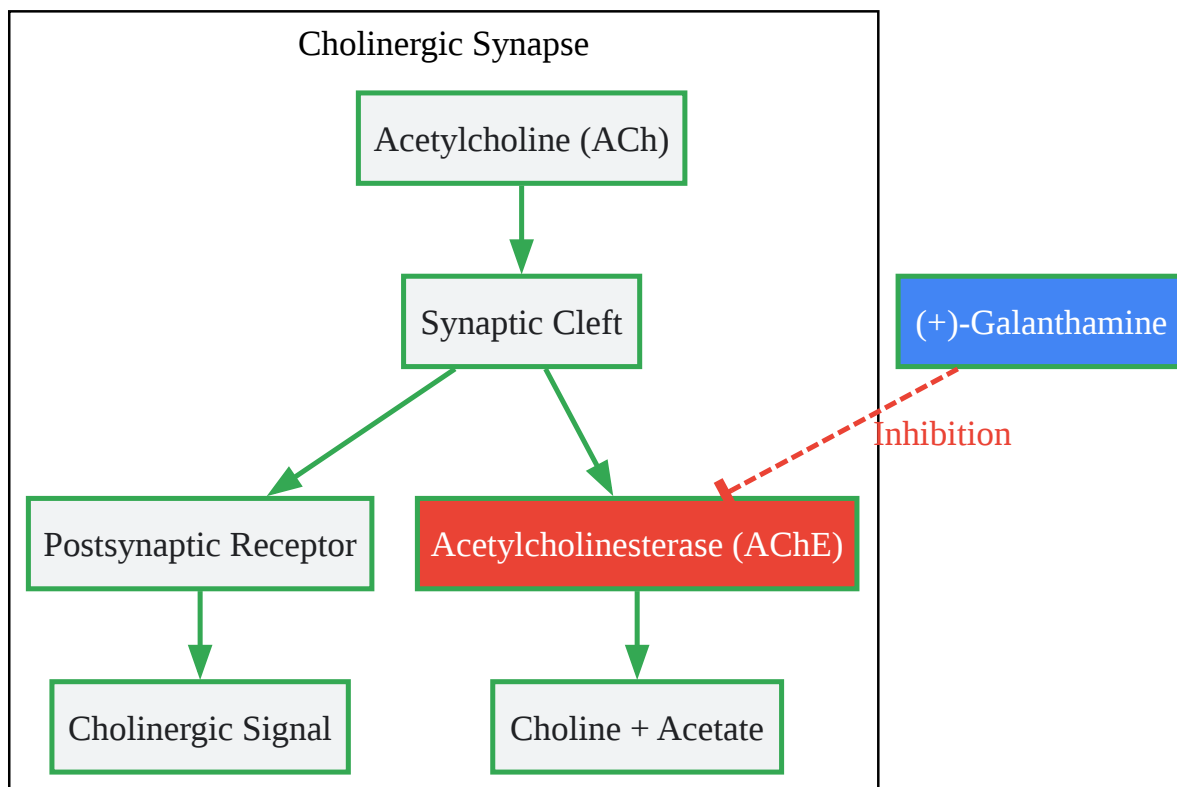 Cholinergic Synapse
Acetylcholine (ACh)
Synaptic Cleft
(+)-Galanthamine
Inhibition
Postsynaptic Receptor
Acetylcholinesterase (AChE)
Cholinergic Signal
Choline + Acetate